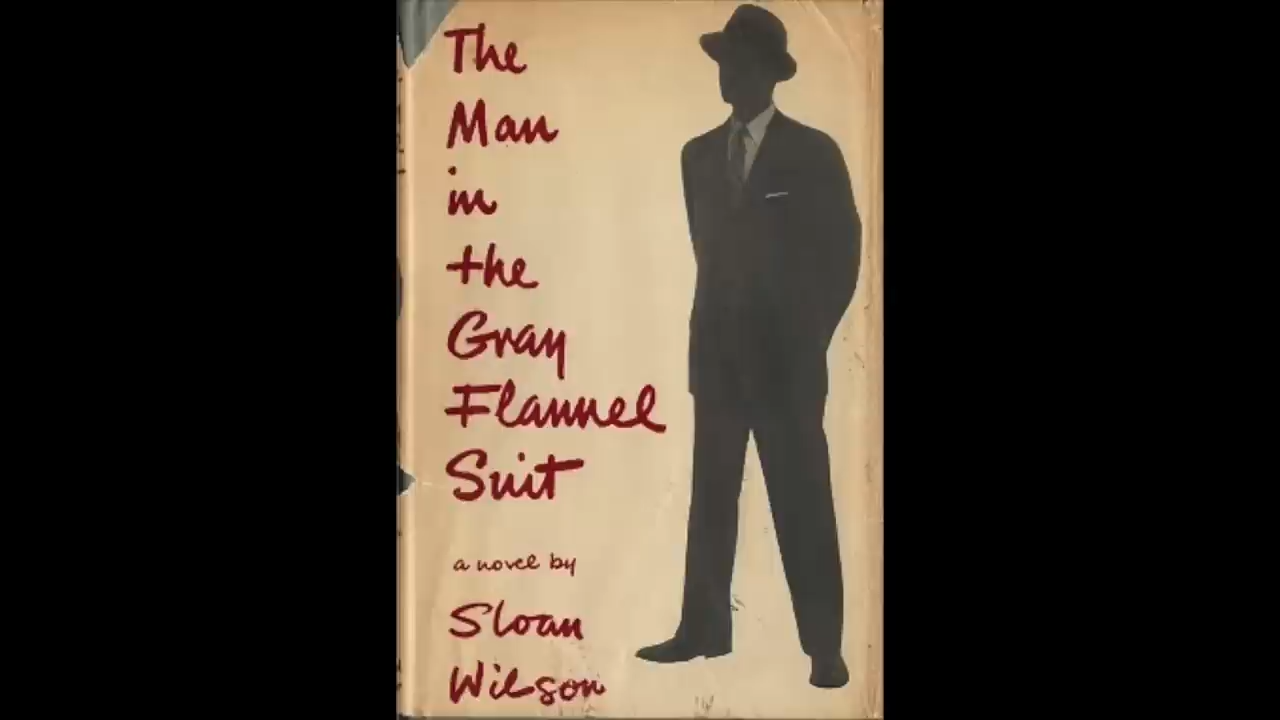 The
Man
in
the
Gray
Flannel
Suit
a novel by
Sloan
Wilson